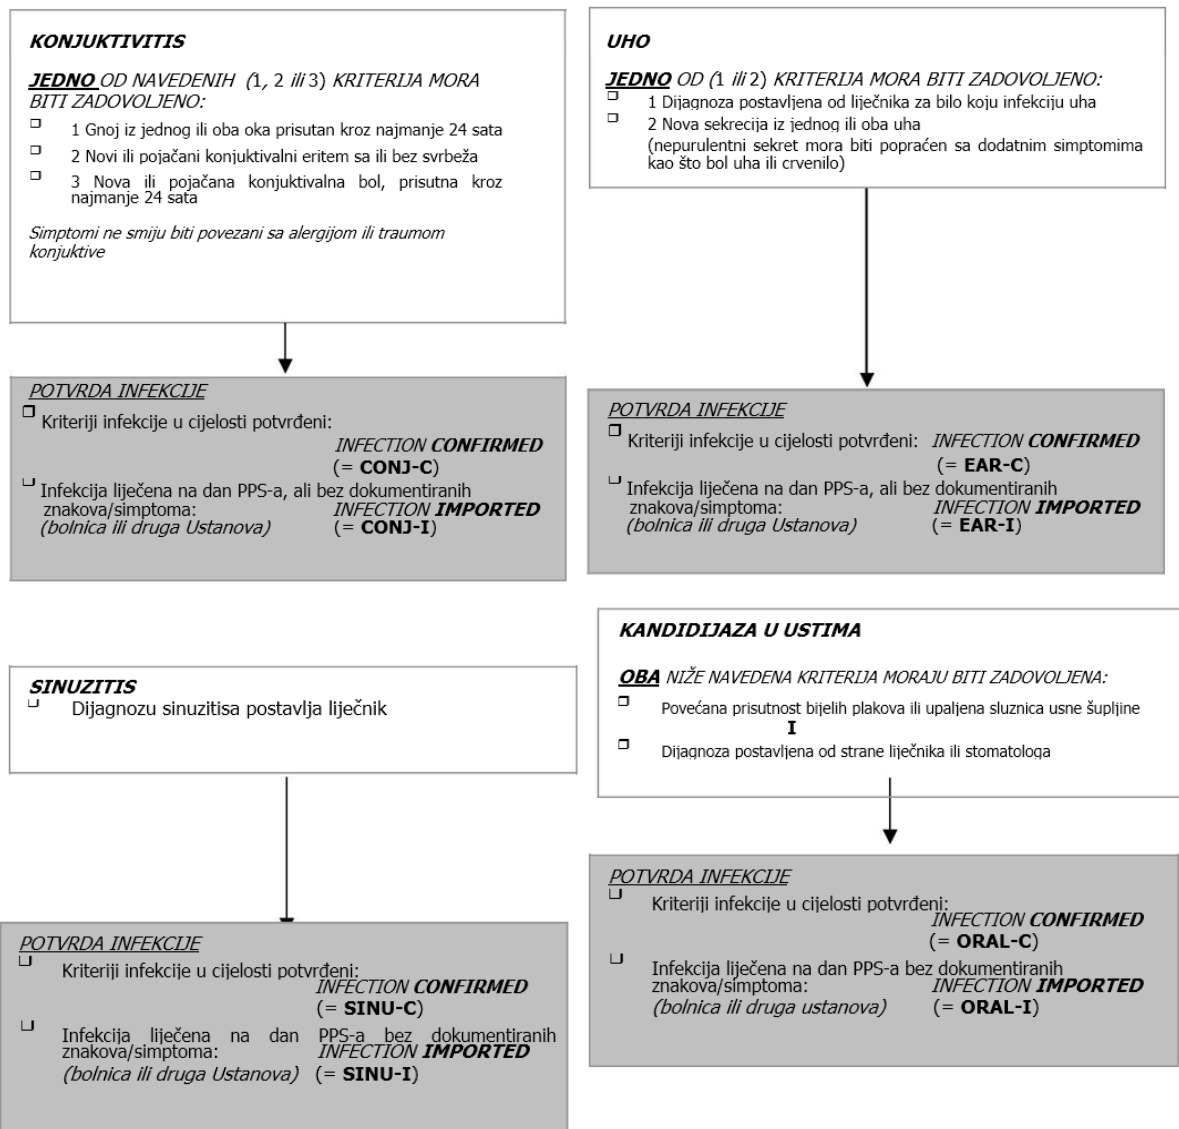 KONJUKTIVITIS
JEDNO OD NAVEDENIH (1, 2 ili 3) KRITERIJA MORA
BITI ZADOVOLJENO:
1 Gnoj iz jednog ili oba oka prisutan kroz najmanje 24 sata
2 Novi ili pojačani konjuktivalni eritem sa ili bez svrbeža
3 Nova ili pojačana konjuktivalna bol, prisutna kroz
najmanje 24 sata
Simptomi ne smiju biti povezani sa alergijom ili traumom
konjuktive
POTVRDA INFEKCIJE
Kriteriji infekcije u cijelosti potvrđeni:
INFECTION CONFIRMED
(= CONJ-C)
Infekcija liječena na dan PPS-a, ali bez dokumentiranih
znakova/simptoma: INFECTION IMPORTED
(bolnica ili druga Ustanova) (= CONJ-I)
UHO
JEDNO OD (1 ili 2) KRITERIJA MORA BITI ZADOVOLJENO:
1 Dijagnoza postavljena od liječnika za bilo koju infekciju uha
2 Nova sekrecija iz jednog ili oba uha
(nepurulentni sekret mora biti popraćen sa dodatnim simptomima
kao što bol uha ili crvenilo)
POTVRDA INFEKCIJE
Kriteriji infekcije u cijelosti potvrđeni: INFECTION CONFIRMED
(= EAR-C)
Infekcija liječena na dan PPS-a, ali bez dokumentiranih
znakova/simptoma: INFECTION IMPORTED
(bolnica ili druga Ustanova) (= EAR-I)
SINUZITIS
Dijagnozu sinuzitisa postavlja liječnik
POTVRDA INFEKCIJE
Kriteriji infekcije u cijelosti potvrđeni:
INFECTION CONFIRMED
(= SINU-C)
Infekcija liječena na dan PPS-a bez dokumentiranih
znakova/simptoma: INFECTION IMPORTED
(bolnica ili druga Ustanova) (= SINU-I)
KANDIDIJAZA U USTIMA
OBA NIŽE NAVEDENA KRITERIJA MORAJU BITI ZADOVOLJENA:
Povećana prisutnost bijelih plakova ili upaljena sluznica usne šupljine
I
Dijagnoza postavljena od strane liječnika ili stomatologa
POTVRDA INFEKCIJE
Kriteriji infekcije u cijelosti potvrđeni:
INFECTION CONFIRMED
(= ORAL-C)
Infekcija liječena na dan PPS-a bez dokumentiranih
znakova/simptoma: INFECTION IMPORTED
(bolnica ili druga ustanova) (= ORAL-I)